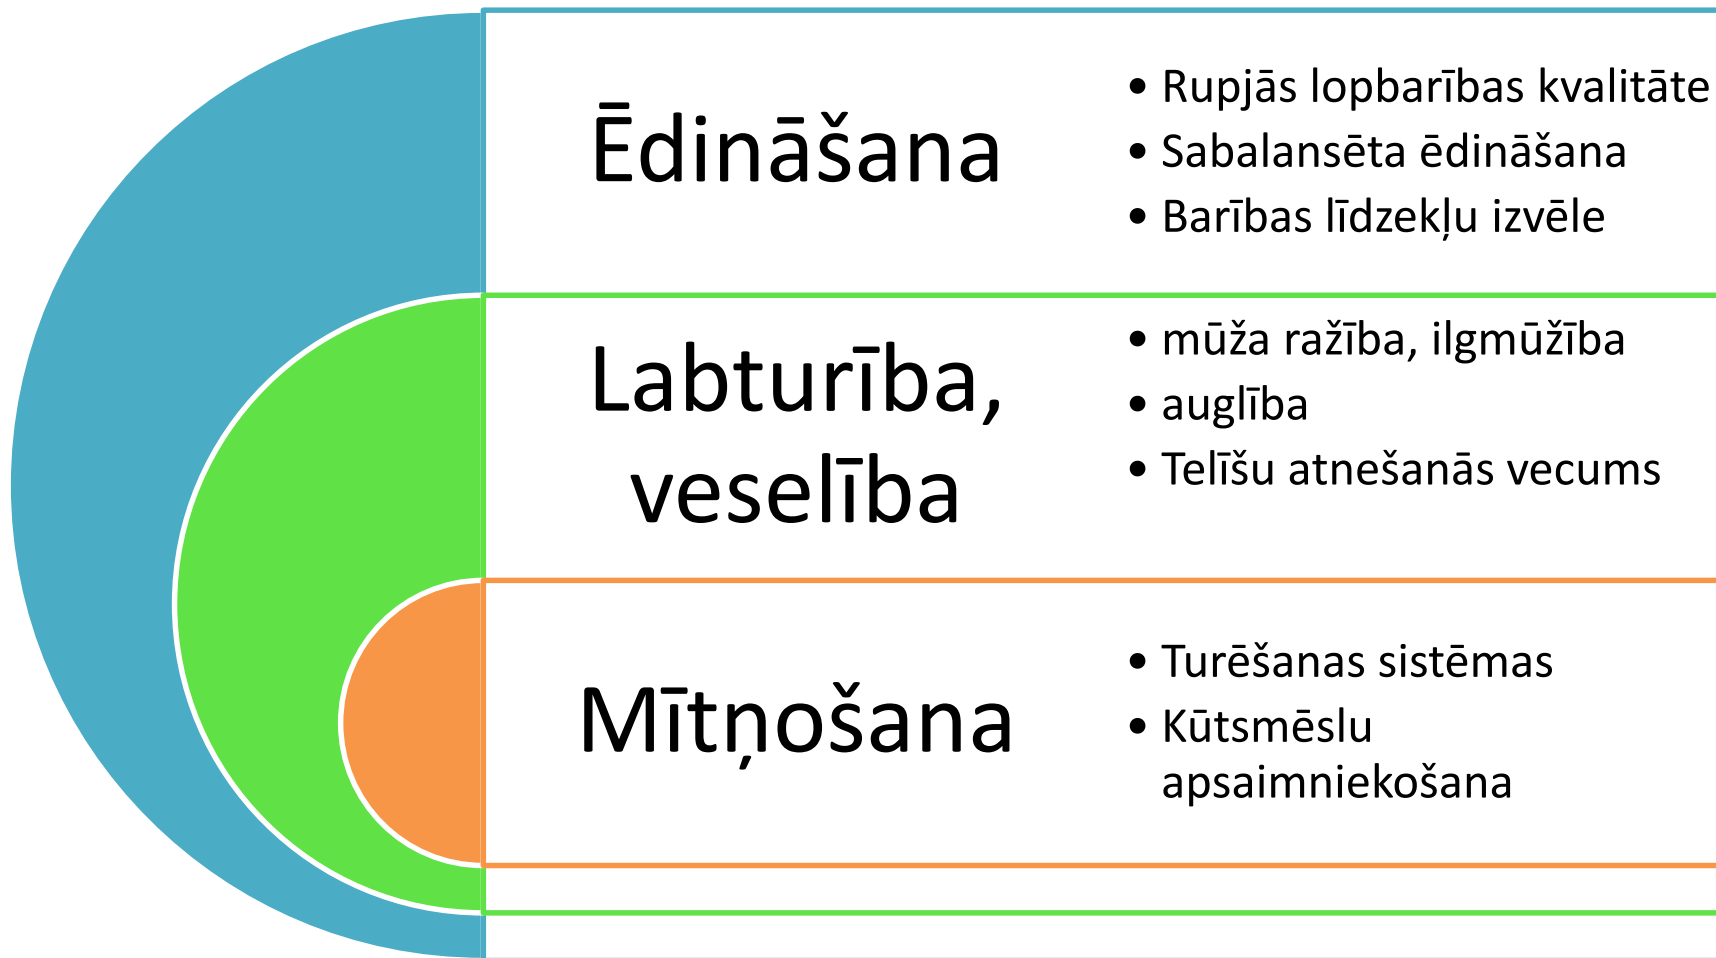 Ēdināšana
• Rupjās lopbarības kvalitāte
• Sabalansēta ēdināšana
• Barības līdzekļu izvēle
Labturība,
veselība
• mūža ražība, ilgmūžība
• auglība
• Telīšu atnešanās vecums
Mītņošana
• Turēšanas sistēmas
• Kūtsmēslu
apsaimniekošana